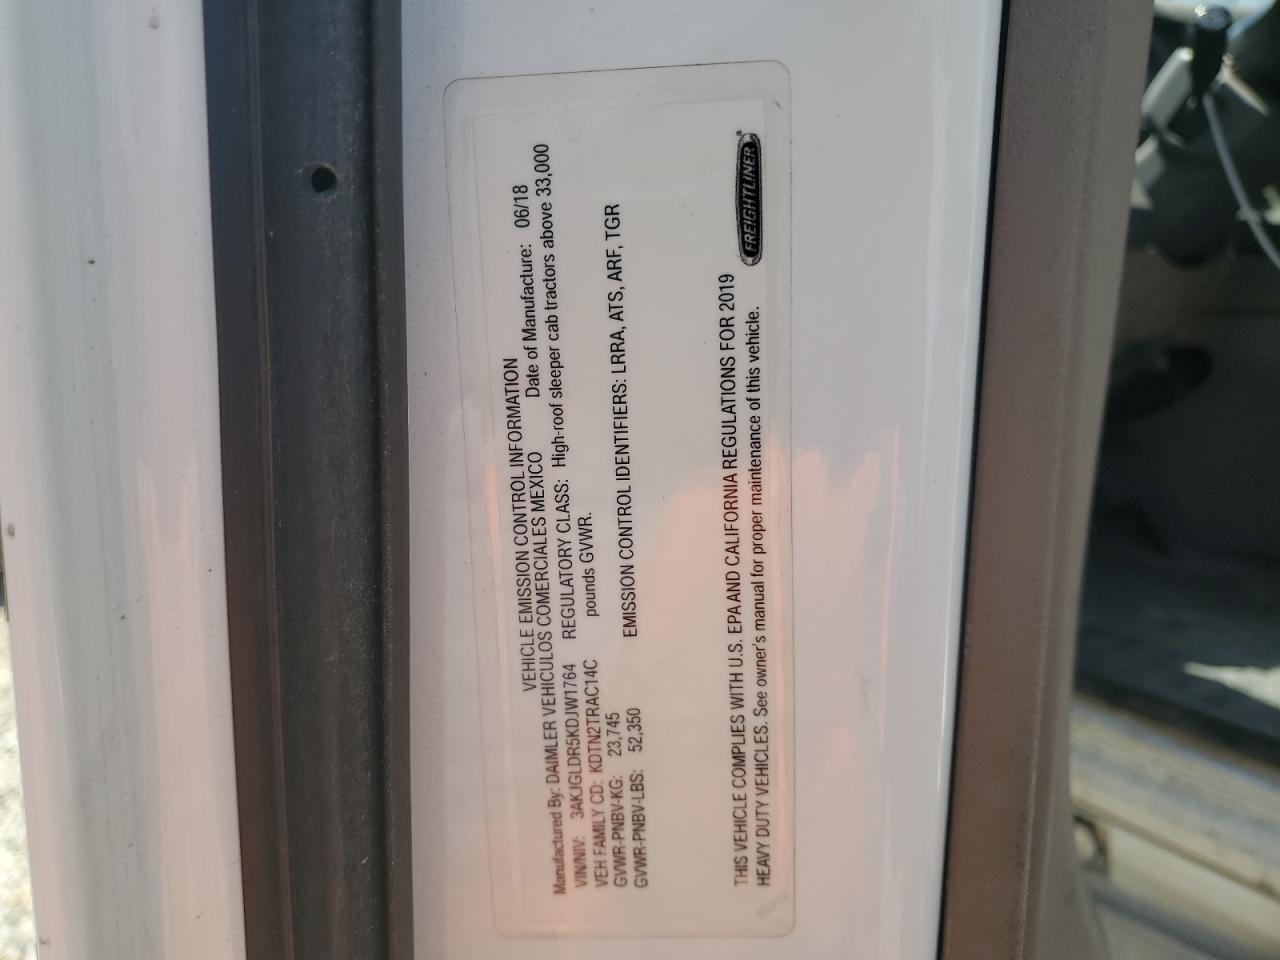 VEHICLE EMISSION CONTROL INFORMATION
Manufactured By: DAIMLER VEHICULOS COMERCIALES MEXICO Date of Manufacture: 06/18
VIN/NIV: 3AKJGLDR5KDJW1764 REGULATORY CLASS: High-roof sleeper cab tractors above 33,000
VEH FAMILY CD: KDTN2TRAC14C pounds GVWR.
GVWR-PNBV-KG: 23,745
GVWR-PNBV-LBS: 52,350 EMISSION CONTROL IDENTIFIERS: LRRA, ATS, ARF, TGR
THIS VEHICLE COMPLIES WITH U.S. EPA AND CALIFORNIA REGULATIONS FOR 2019
HEAVY DUTY VEHICLES. See owner's manual for proper maintenance of this vehicle.
FREIGHTLINER®